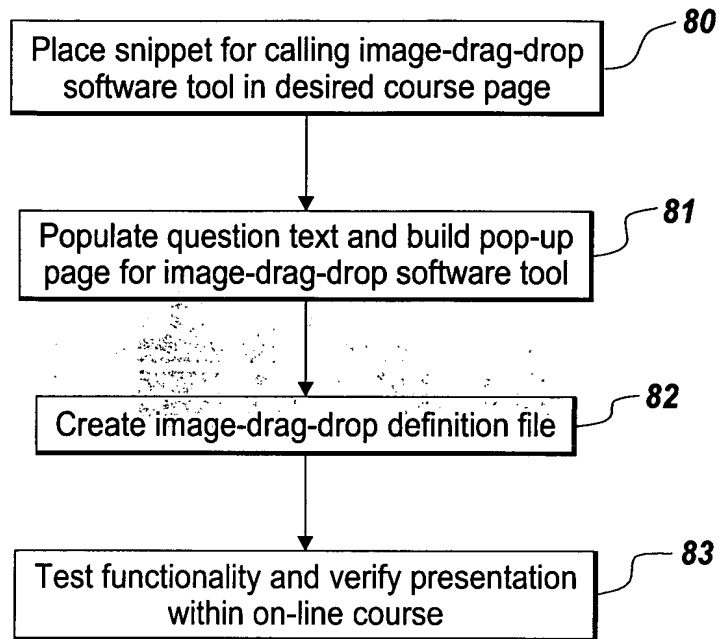 80
Place snippet for calling image-drag-drop
software tool in desired course page
81
Populate question text and build pop-up
page for image-drag-drop software tool
82
Create image-drag-drop definition file
83
Test functionality and verify presentation
within on-line course